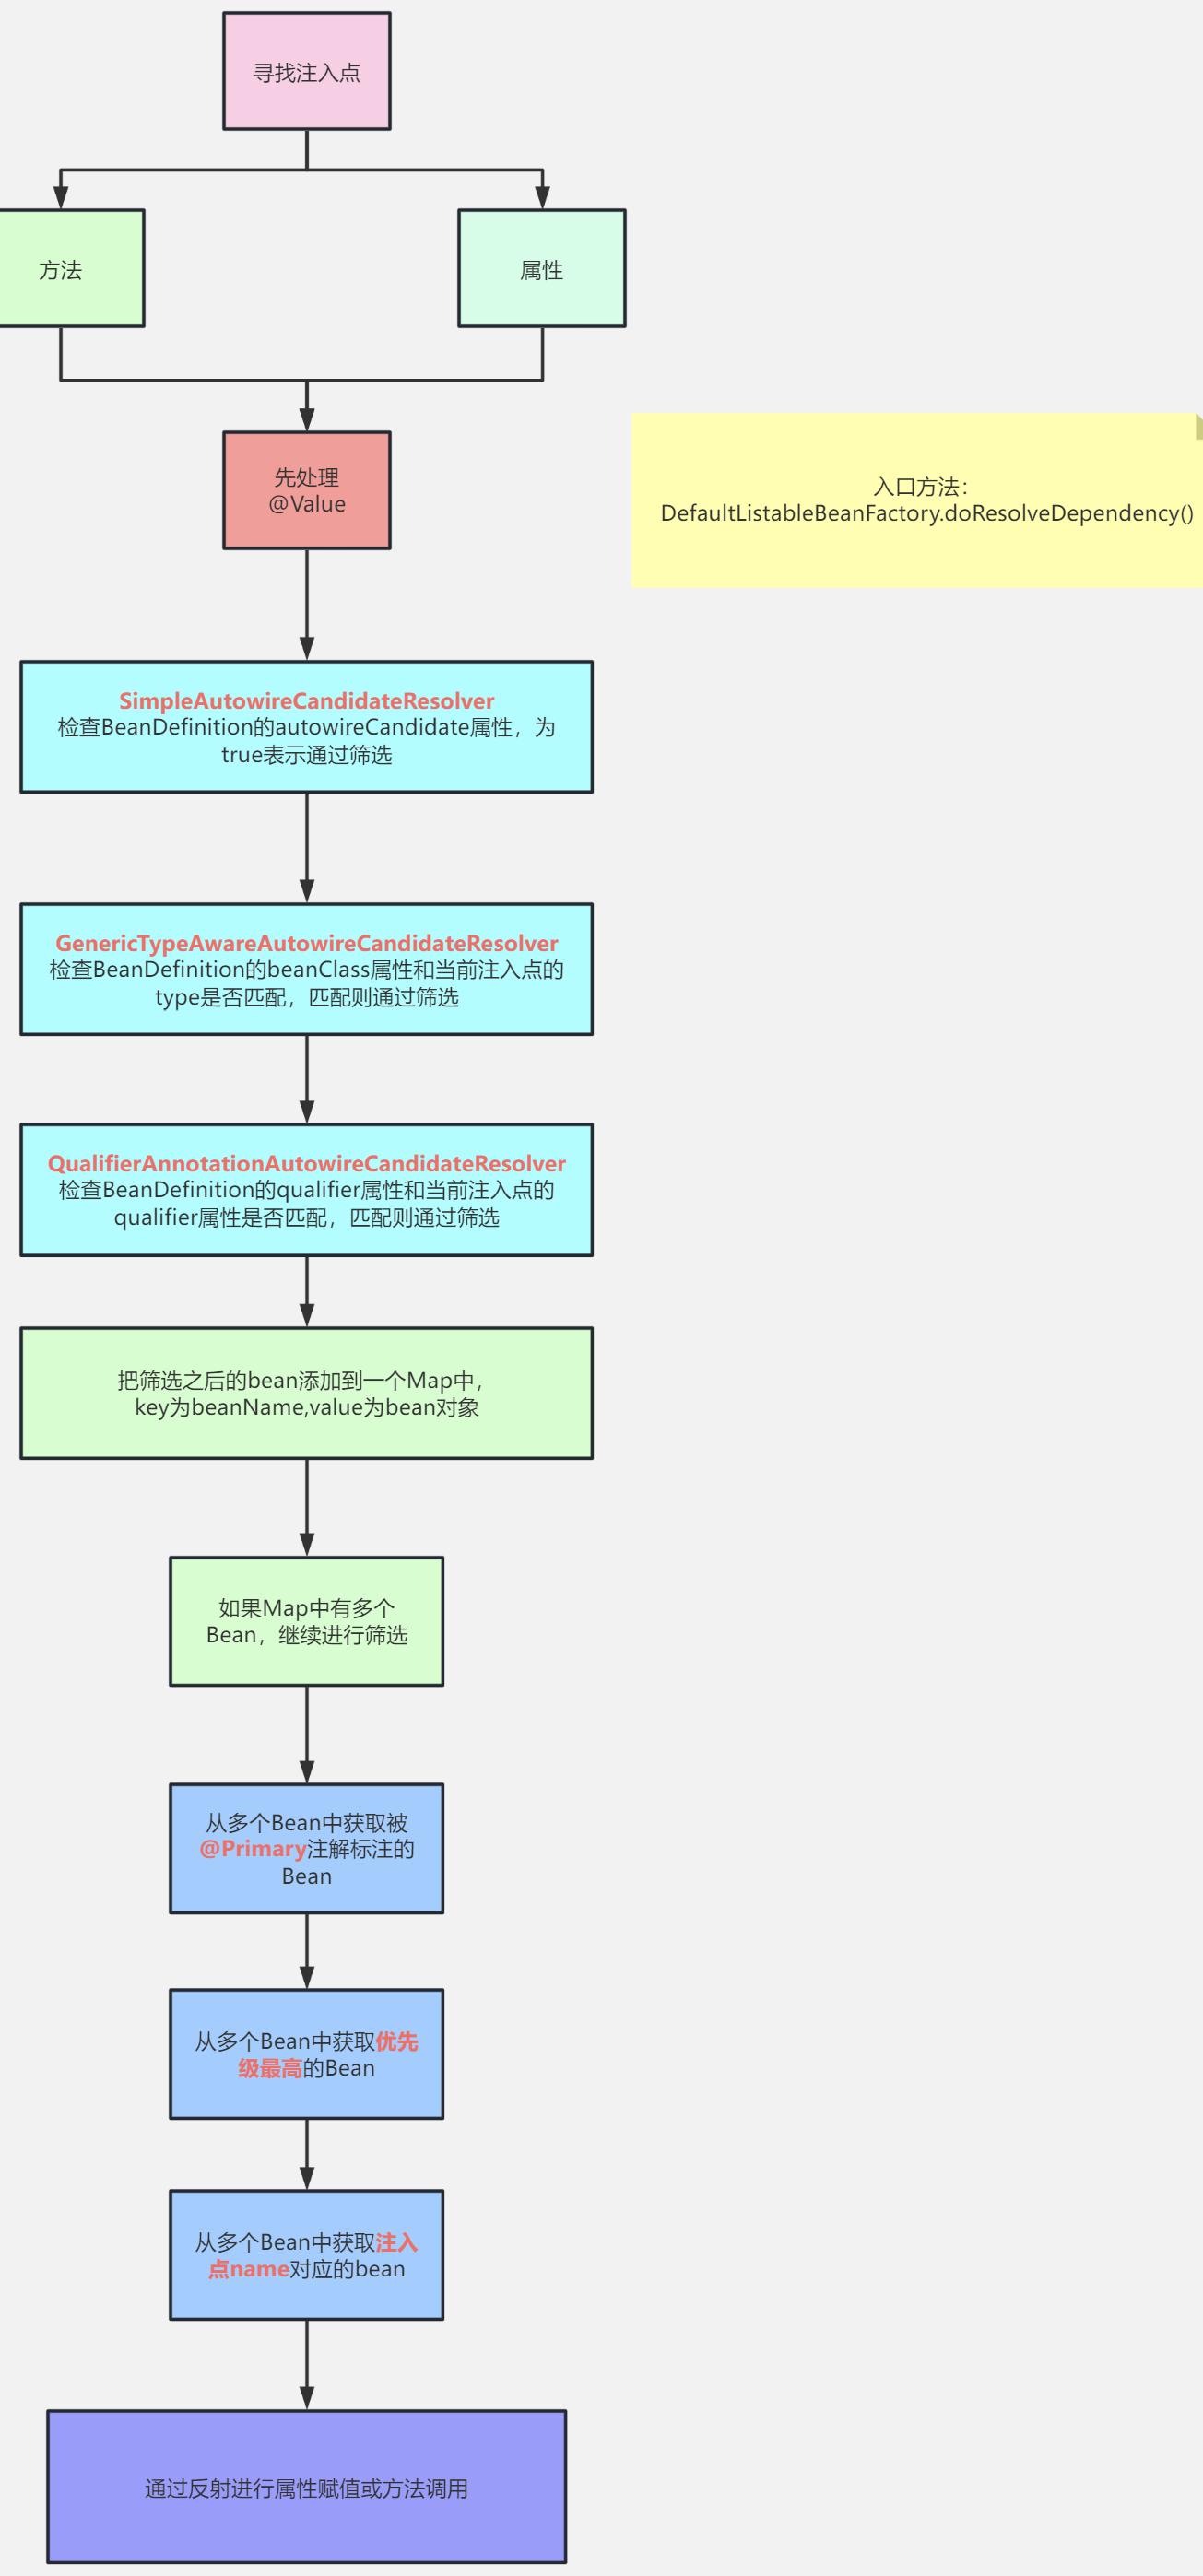 寻找注入点
方法
属性
先处理
@Value
入口方法：
DefaultListableBeanFactory.doResolveDependency()
SimpleAutowireCandidateResolver
检查BeanDefinition的autowireCandidate属性，为
true表示通过筛选
GenericTypeAwareAutowireCandidateResolver
检查BeanDefinition的beanClass属性和当前注入点的
type是否匹配，匹配则通过筛选
QualifierAnnotationAutowireCandidateResolver
检查BeanDefinition的qualifier属性和当前注入点的
qualifier属性是否匹配，匹配则通过筛选
把筛选之后的bean添加到一个Map中，
key为beanName,value为bean对象
如果Map中有多个
Bean，继续进行筛选
从多个Bean中获取被
@Primary注解标注的
Bean
从多个Bean中获取优先
级最高的Bean
从多个Bean中获取注入
点name对应的bean
通过反射进行属性赋值或方法调用